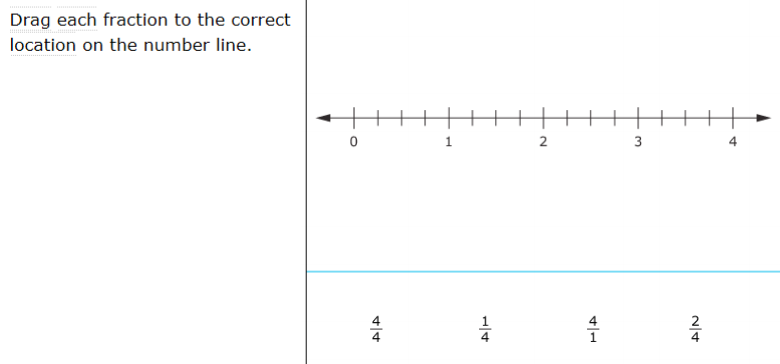 Drag each fraction to the correct
location on the number line.
0 1 2 3 4
4/4 1/4 4/1 2/4